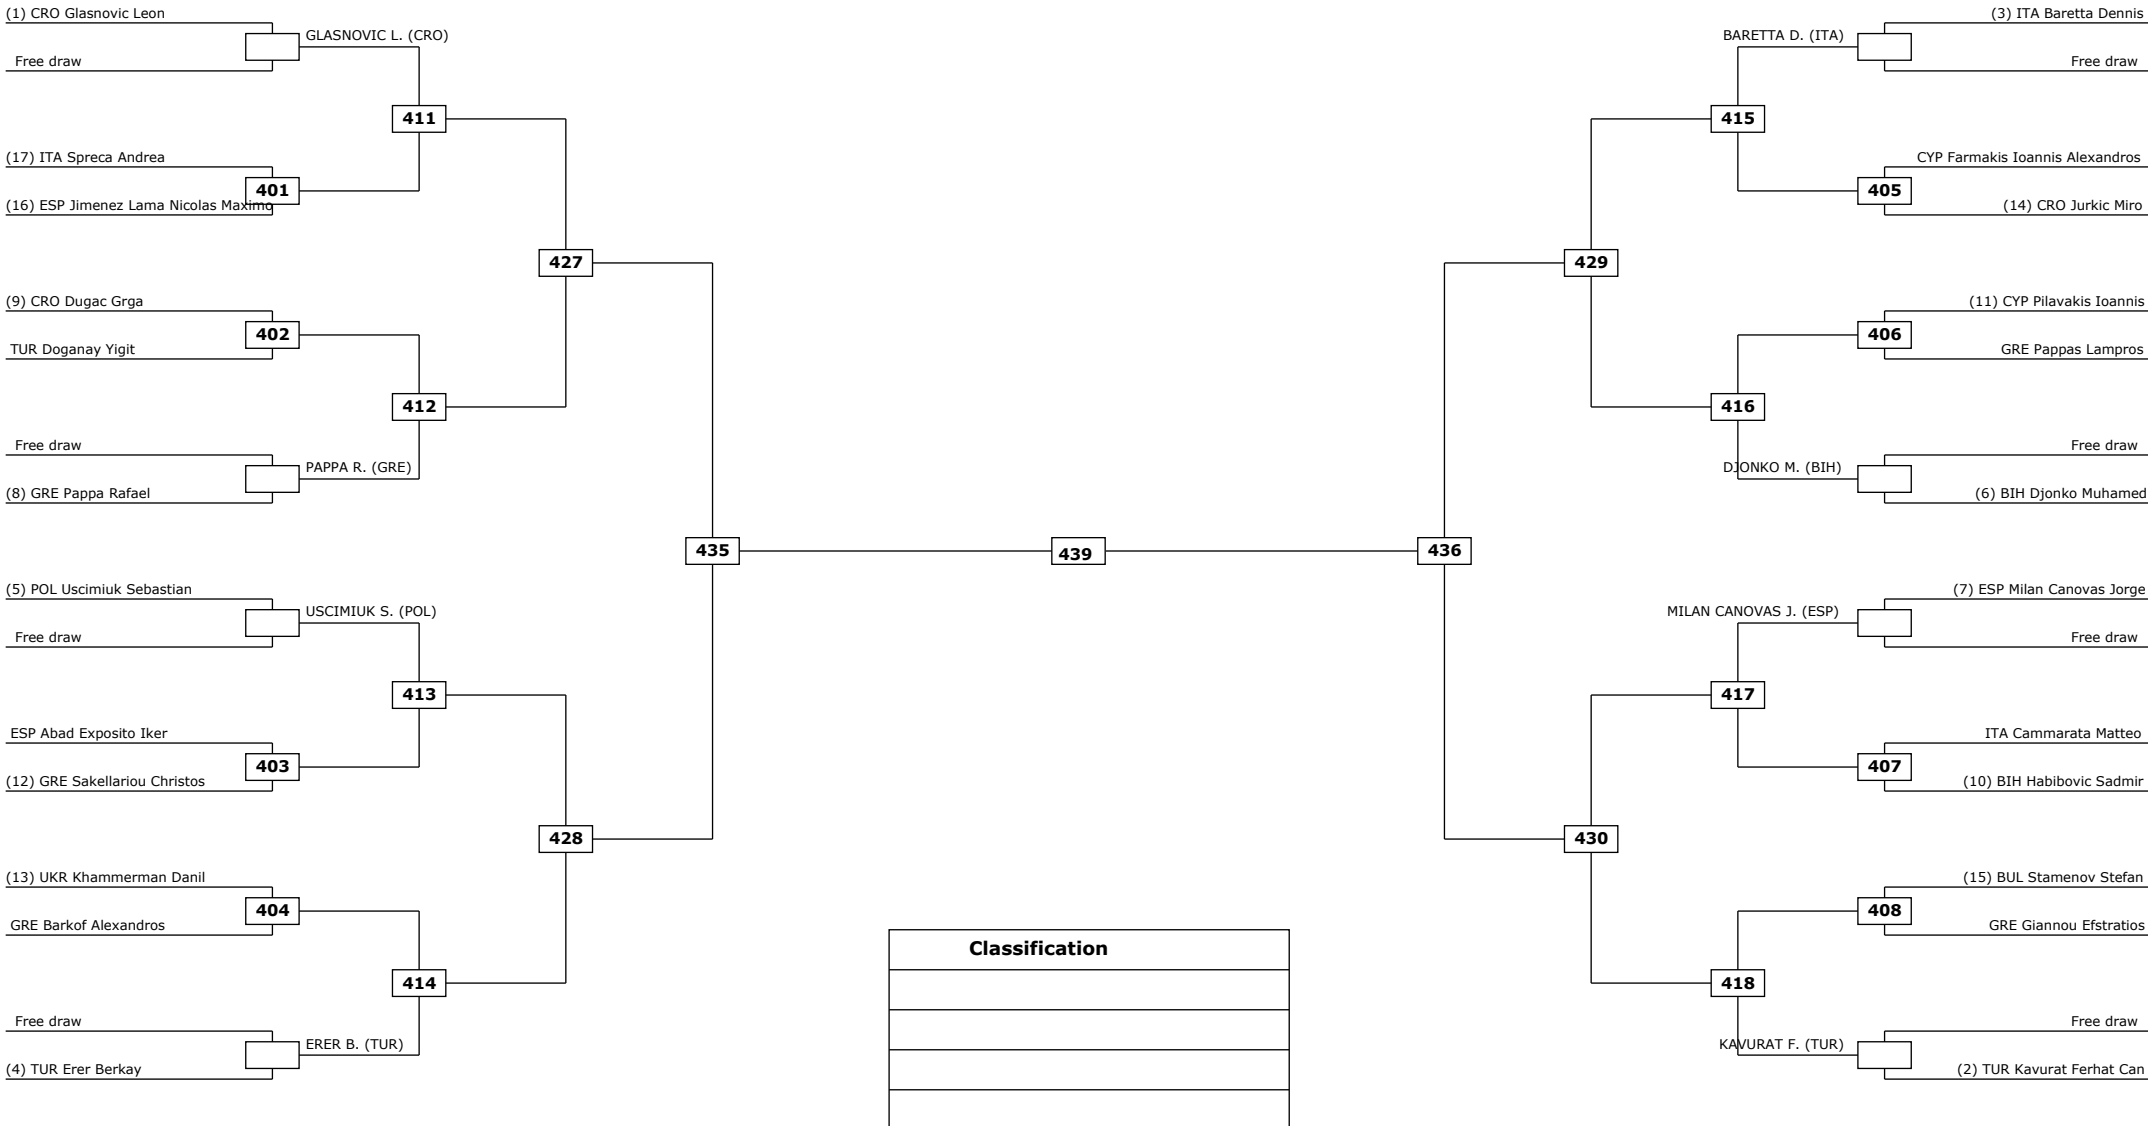 (1) CRO Glasnovic Leon
GLASNOVIC L. (CRO)
Free draw
411
(17) ITA Spreca Andrea
401
(16) ESP Jimenez Lama Nicolas Maximo
427
(9) CRO Dugac Grga
402
TUR Doganay Yigit
412
Free draw
PAPPA R. (GRE)
(8) GRE Pappa Rafael
435
(5) POL Uscimiuk Sebastian
USCIMIUK S. (POL)
Free draw
413
ESP Abad Exposito Iker
403
(12) GRE Sakellariou Christos
428
(13) UKR Khammerman Danil
404
GRE Barkof Alexandros
414
Free draw
ERER B. (TUR)
(4) TUR Erer Berkay
439
Classification
(3) ITA Baretta Dennis
BARETTA D. (ITA)
Free draw
415
CYP Farmakis Ioannis Alexandros
405
(14) CRO Jurkic Miro
429
(11) CYP Pilavakis Ioannis
406
GRE Pappas Lampros
416
Free draw
DJONKO M. (BIH)
(6) BIH Djonko Muhamed
436
(7) ESP Milan Canovas Jorge
MILAN CANOVAS J. (ESP)
Free draw
417
ITA Cammarata Matteo
407
(10) BIH Habibovic Sadmir
430
(15) BUL Stamenov Stefan
408
GRE Giannou Efstratios
418
Free draw
KAVURAT F. (TUR)
(2) TUR Kavurat Ferhat Can